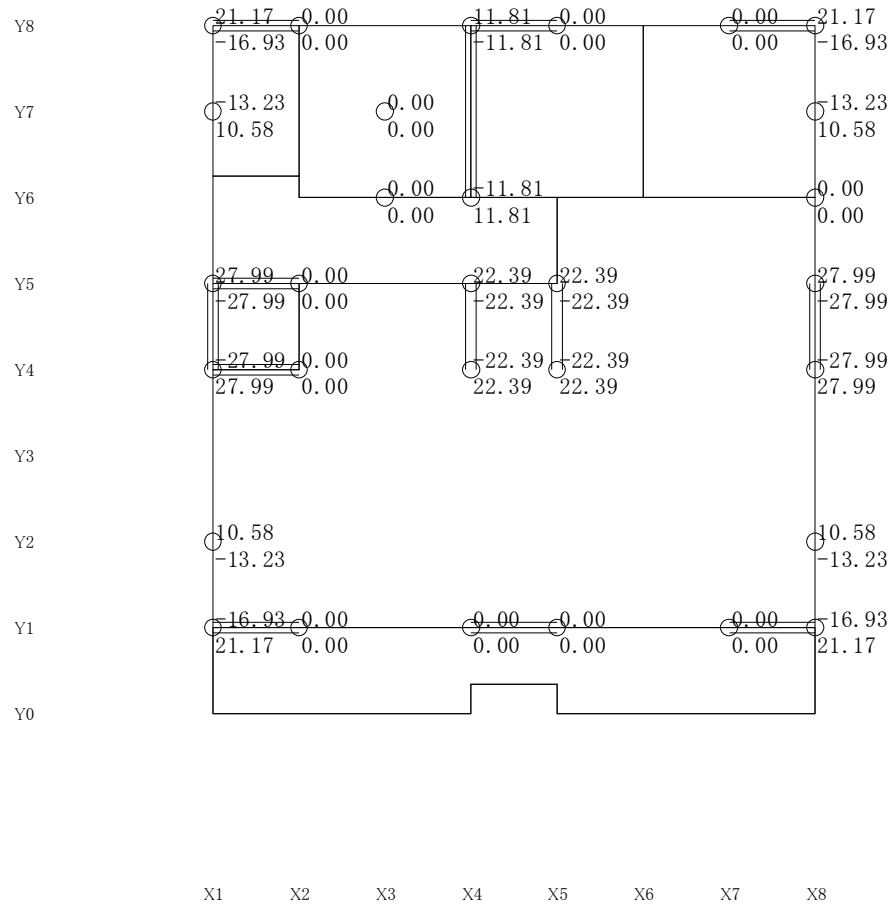 Y8 21.17 0.00 11.81 0.00 0.00 21.17
-16.93 0.00 -11.81 0.00 0.00 -16.93
Y7 -13.23 0.00 -13.23
10.58 0.00 10.58
Y6 0.00 -11.81 0.00
0.00 11.81 0.00
Y5 27.99 0.00 22.39 22.39 27.99
-27.99 0.00 -22.39 -22.39 -27.99
Y4 -27.99 0.00 -22.39 -22.39 -27.99
27.99 0.00 22.39 22.39 27.99
Y3
Y2 10.58 10.58
-13.23 -13.23
Y1 -16.93 0.00 0.00 0.00 0.00 -16.93
21.17 0.00 0.00 0.00 0.00 21.17
Y0
X1 X2 X3 X4 X5 X6 X7 X8